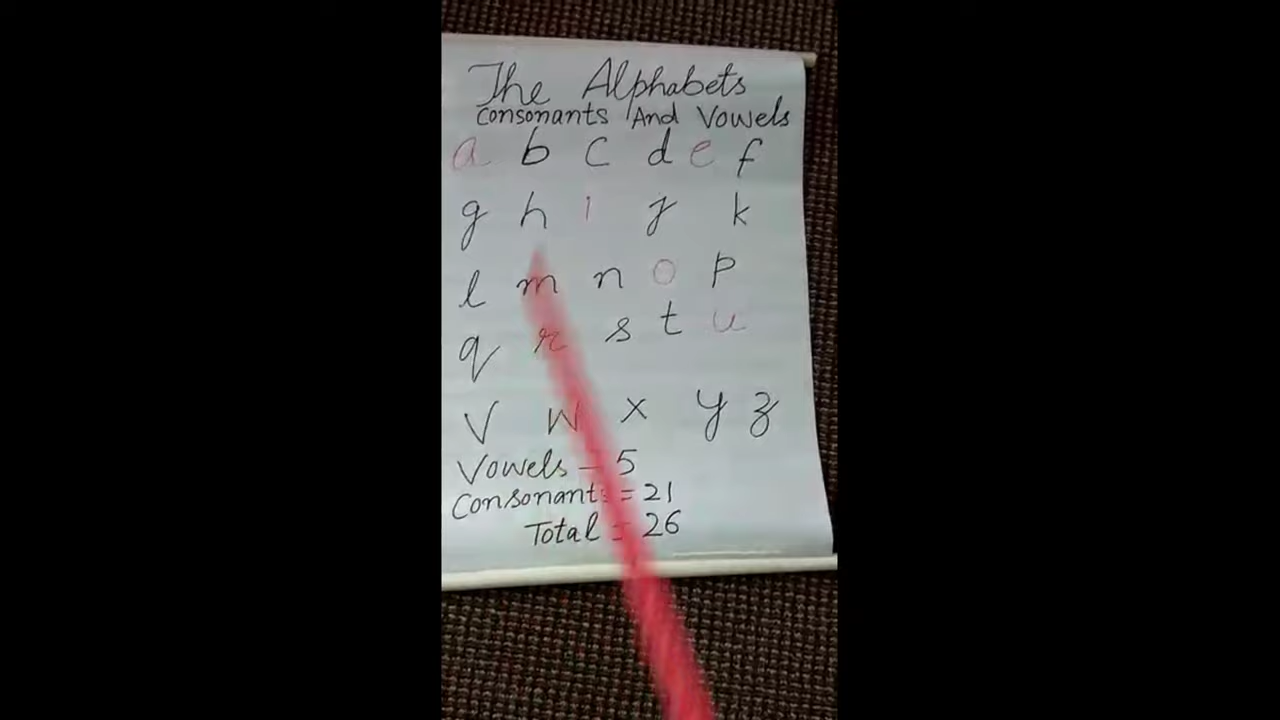 The Alphabets
Consonants And Vowels
a b c d e f
g h i j k
l m n o p
q r s t u
v w x y z
Vowels = 5
Consonants = 21
Total = 26